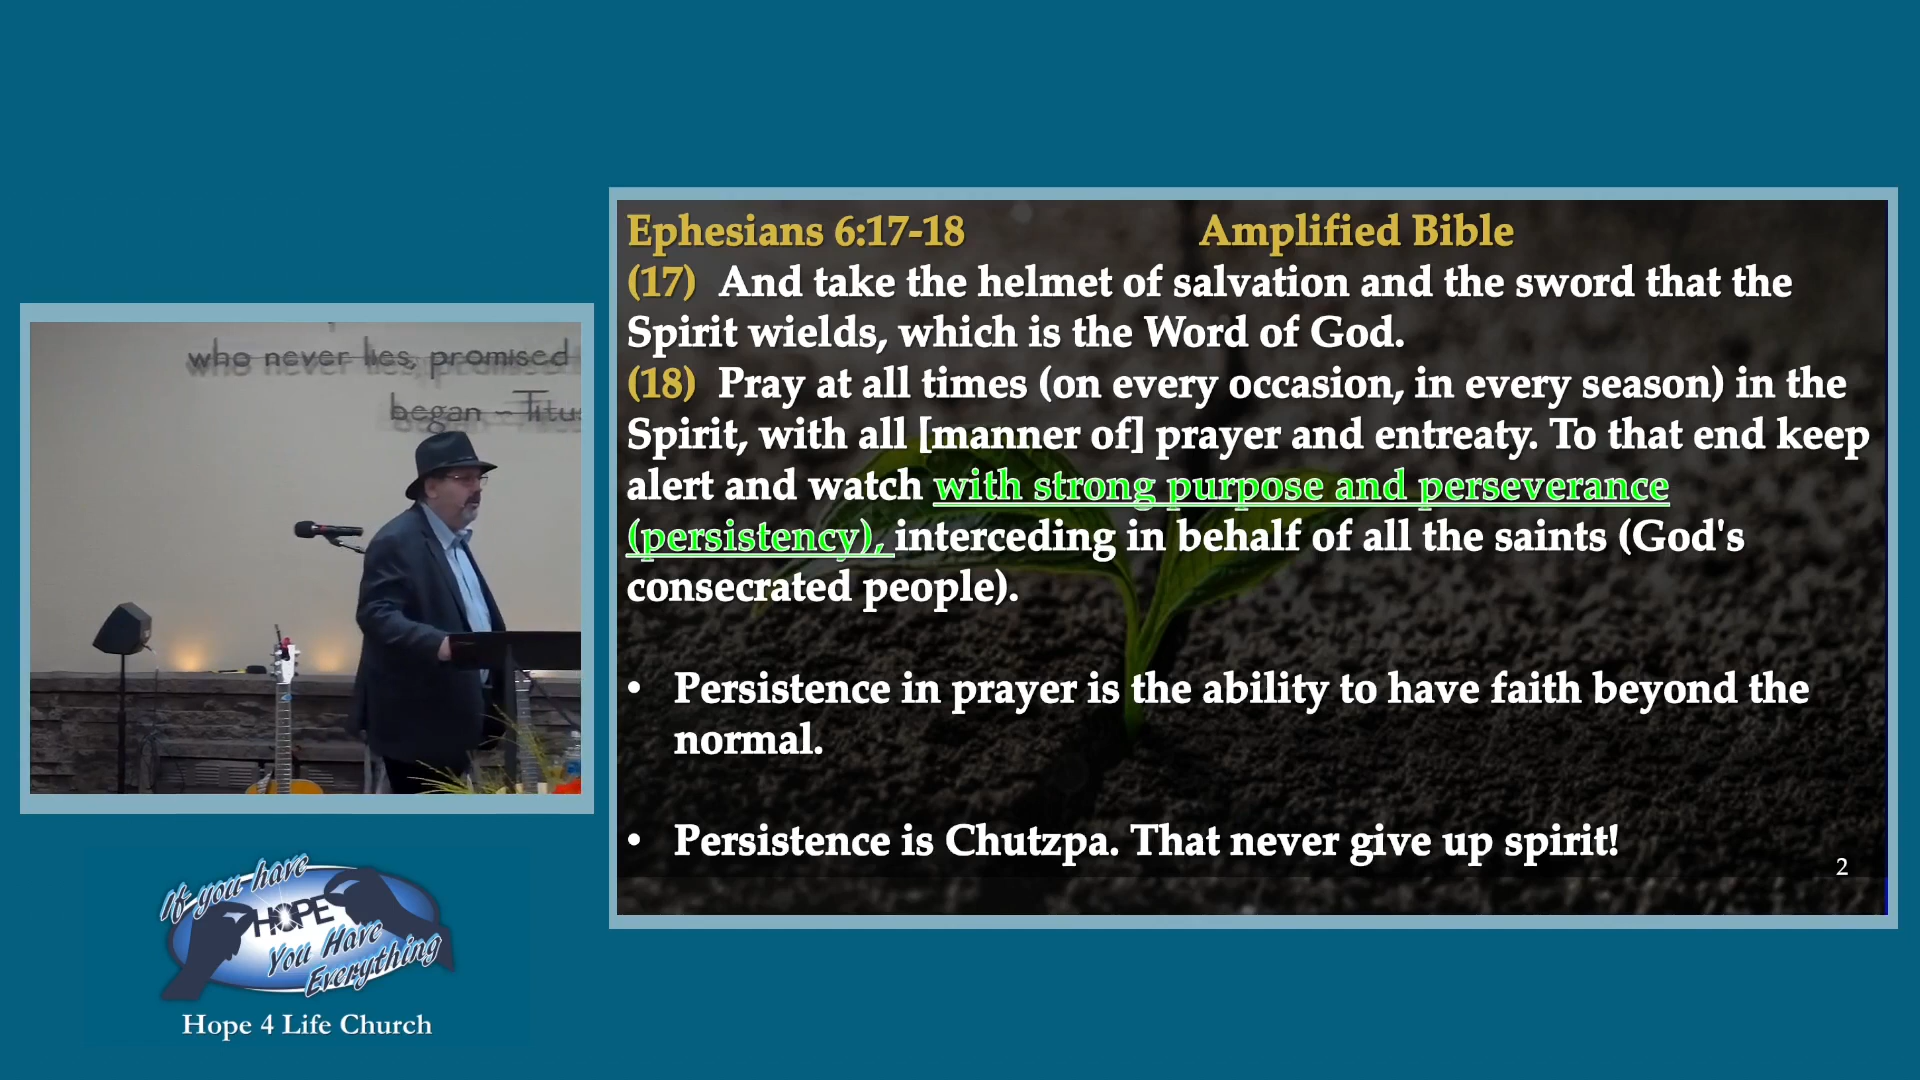 who never lies, promised
began - Titus
If you have
HOPE
You Have
Everything
Hope 4 Life Church
Ephesians 6:17-18 Amplified Bible
(17) And take the helmet of salvation and the sword that the
Spirit wields, which is the Word of God.
(18) Pray at all times (on every occasion, in every season) in the
Spirit, with all [manner of] prayer and entreaty. To that end keep
alert and watch with strong purpose and perseverance
(persistency), interceding in behalf of all the saints (God's
consecrated people).
• Persistence in prayer is the ability to have faith beyond the
normal.
• Persistence is Chutzpa. That never give up spirit!
2